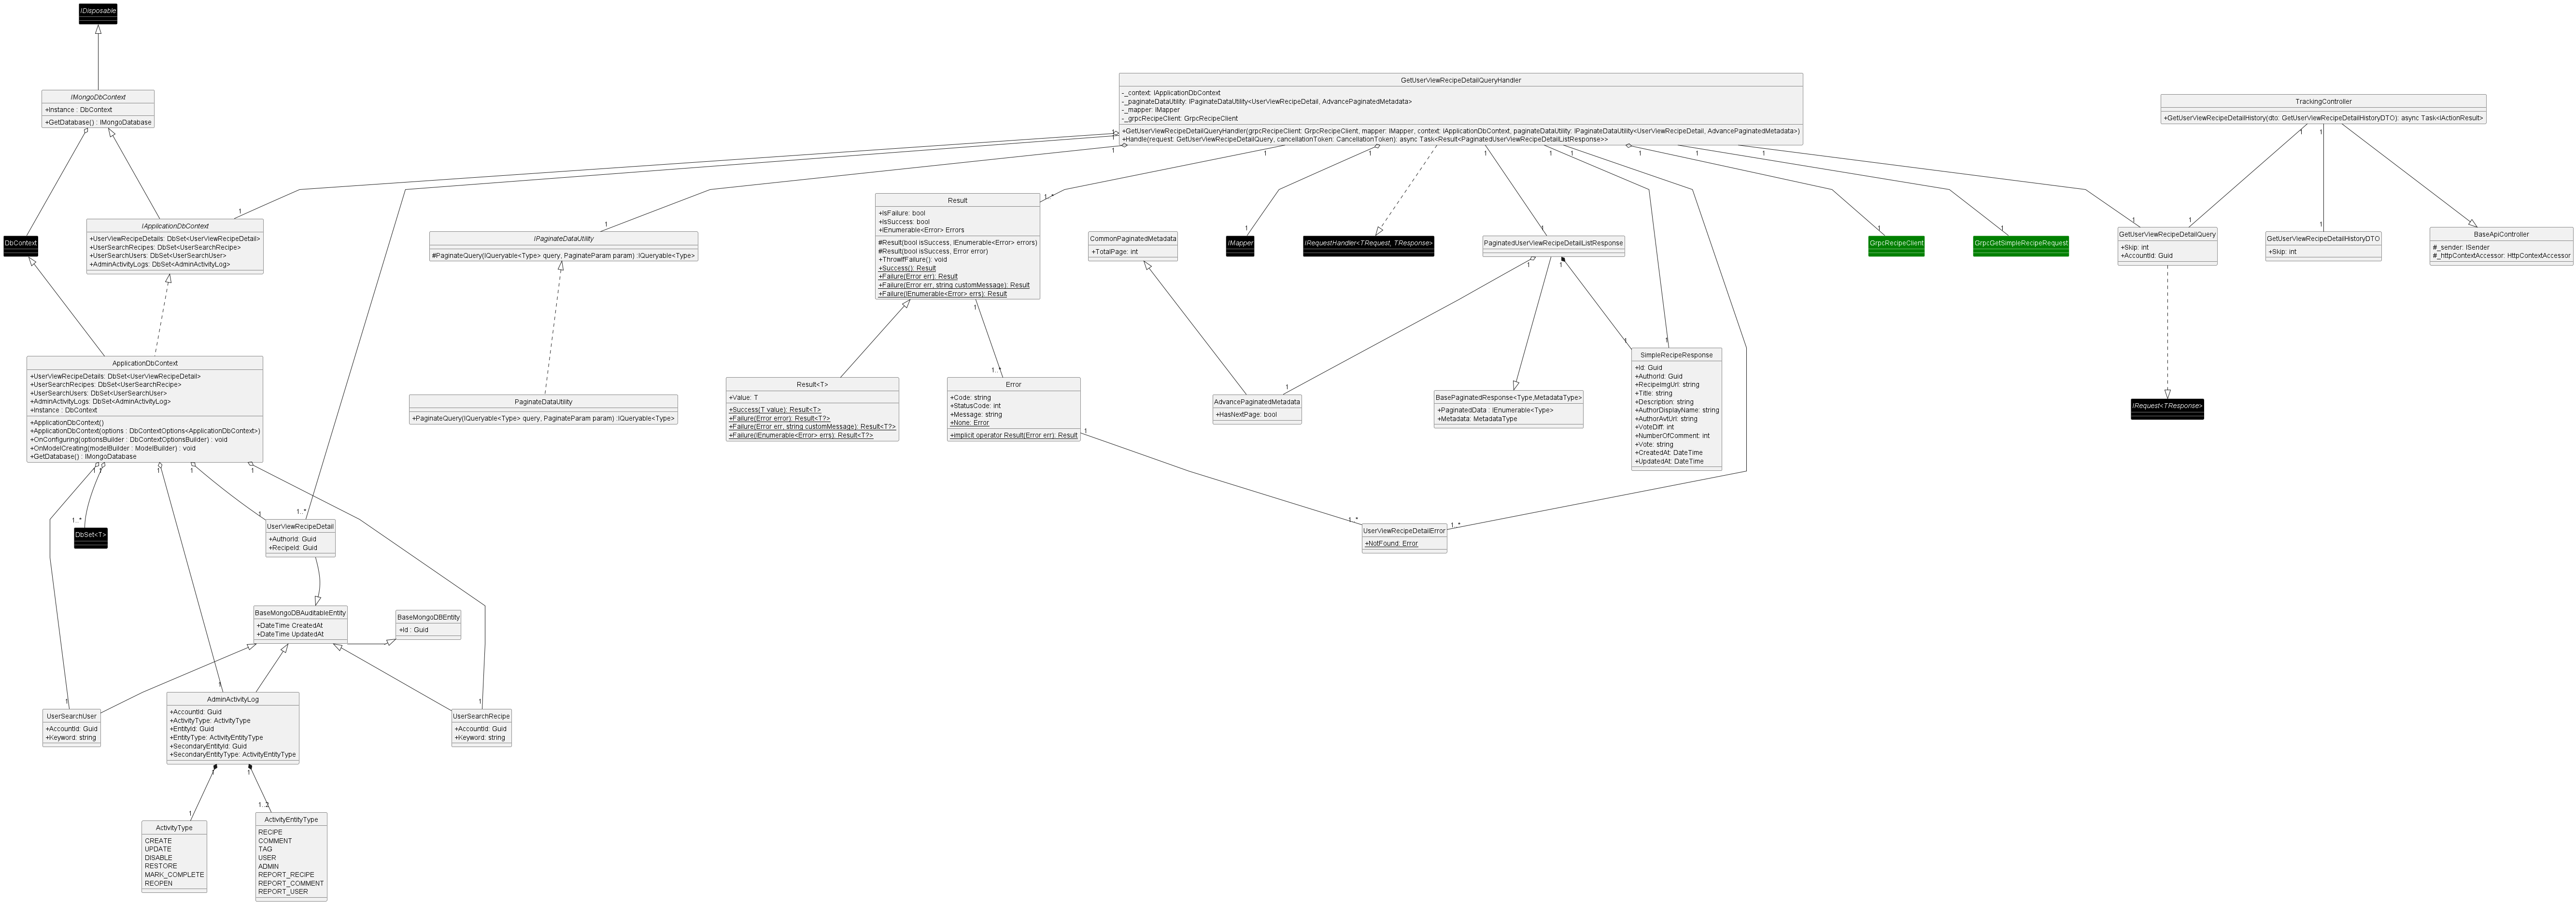 IDisposable
IMongoDbContext
+Instance : DbContext
+GetDatabase() : IMongoDatabase
GetUserViewRecipeDetailQueryHandler
-_context: IApplicationDbContext
-_paginateDataUtility: IPaginateDataUtility<UserViewRecipeDetail, AdvancePaginatedMetadata>
-_mapper: IMapper
-_grpcRecipeClient: GrpcRecipeClient
+GetUserViewRecipeDetailQueryHandler(grpcRecipeClient: GrpcRecipeClient, mapper: IMapper, context: IApplicationDbContext, paginateDataUtility: IPaginateDataUtility<UserViewRecipeDetail, AdvancePaginatedMetadata>)
+Handle(request: GetUserViewRecipeDetailQuery, cancellationToken: CancellationToken): async Task<Result<PaginatedUserViewRecipeDetailListResponse>>
TrackingController
+GetUserViewRecipeDetailHistory(dto: GetUserViewRecipeDetailHistoryDTO): async Task<IActionResult>
1
1
1
1
1
1
1
1
1
1
1
1
1
DbContext
IApplicationDbContext
+UserViewRecipeDetails: DbSet<UserViewRecipeDetail>
+UserSearchRecipes: DbSet<UserSearchRecipe>
+UserSearchUsers: DbSet<UserSearchUser>
+AdminActivityLogs: DbSet<AdminActivityLog>
1
IPaginateDataUtility
#PaginateQuery(IQueryable<Type> query, PaginateParam param) :IQueryable<Type>
1
Result
+IsFailure: bool
+IsSuccess: bool
+IEnumerable<Error> Errors
#Result(bool isSuccess, IEnumerable<Error> errors)
#Result(bool isSuccess, Error error)
+ThrowIfFailure(): void
+Success(): Result
+Failure(Error err): Result
+Failure(Error err, string customMessage): Result
+Failure(IEnumerable<Error> errs): Result
1..*
1
CommonPaginatedMetadata
+TotalPage: int
IMapper
1
IRequestHandler<TRequest, TResponse>
PaginatedUserViewRecipeDetailListResponse
1
1
1
GrpcRecipeClient
1
GrpcGetSimpleRecipeRequest
1
GetUserViewRecipeDetailQuery
+Skip: int
+AccountId: Guid
1
1
GetUserViewRecipeDetailHistoryDTO
+Skip: int
1
BaseApiController
#_sender: ISender
#_httpContextAccessor: HttpContextAccessor
ApplicationDbContext
+UserViewRecipeDetails: DbSet<UserViewRecipeDetail>
+UserSearchRecipes: DbSet<UserSearchRecipe>
+UserSearchUsers: DbSet<UserSearchUser>
+AdminActivityLogs: DbSet<AdminActivityLog>
+Instance : DbContext
+ApplicationDbContext()
+ApplicationDbContext(options : DbContextOptions<ApplicationDbContext>)
+OnConfiguring(optionsBuilder : DbContextOptionsBuilder) : void
+OnModelCreating(modelBuilder : ModelBuilder) : void
+GetDatabase() : IMongoDatabase
1
1
1
1
1
PaginateDataUtility
+PaginateQuery(IQueryable<Type> query, PaginateParam param) :IQueryable<Type>
Result<T>
+Value: T
+Success(T value): Result<T>
+Failure(Error error): Result<T?>
+Failure(Error err, string customMessage): Result<T?>
+Failure(IEnumerable<Error> errs): Result<T?>
1..*
Error
+Code: string
+StatusCode: int
+Message: string
+None: Error
+implicit operator Result(Error err): Result
1
AdvancePaginatedMetadata
+HasNextPage: bool
1
BasePaginatedResponse<Type,MetadataType>
+PaginatedData : IEnumerable<Type>
+Metadata: MetadataType
SimpleRecipeResponse
+Id: Guid
+AuthorId: Guid
+RecipeImgUrl: string
+Title: string
+Description: string
+AuthorDisplayName: string
+AuthorAvtUrl: string
+VoteDiff: int
+NumberOfComment: int
+Vote: string
+CreatedAt: DateTime
+UpdatedAt: DateTime
1
1
IRequest<TResponse>
DbSet<T>
1..*
UserViewRecipeDetail
+AuthorId: Guid
+RecipeId: Guid
1
1..*
UserViewRecipeDetailError
+NotFound: Error
1..*
1..*
BaseMongoDBAuditableEntity
+DateTime CreatedAt
+DateTime UpdatedAt
BaseMongoDBEntity
+Id : Guid
UserSearchUser
+AccountId: Guid
+Keyword: string
1
AdminActivityLog
+AccountId: Guid
+ActivityType: ActivityType
+EntityId: Guid
+EntityType: ActivityEntityType
+SecondaryEntityId: Guid
+SecondaryEntityType: ActivityEntityType
1
1
1
UserSearchRecipe
+AccountId: Guid
+Keyword: string
1
ActivityType
CREATE
UPDATE
DISABLE
RESTORE
MARK_COMPLETE
REOPEN
1
ActivityEntityType
RECIPE
COMMENT
TAG
USER
ADMIN
REPORT_RECIPE
REPORT_COMMENT
REPORT_USER
1..2